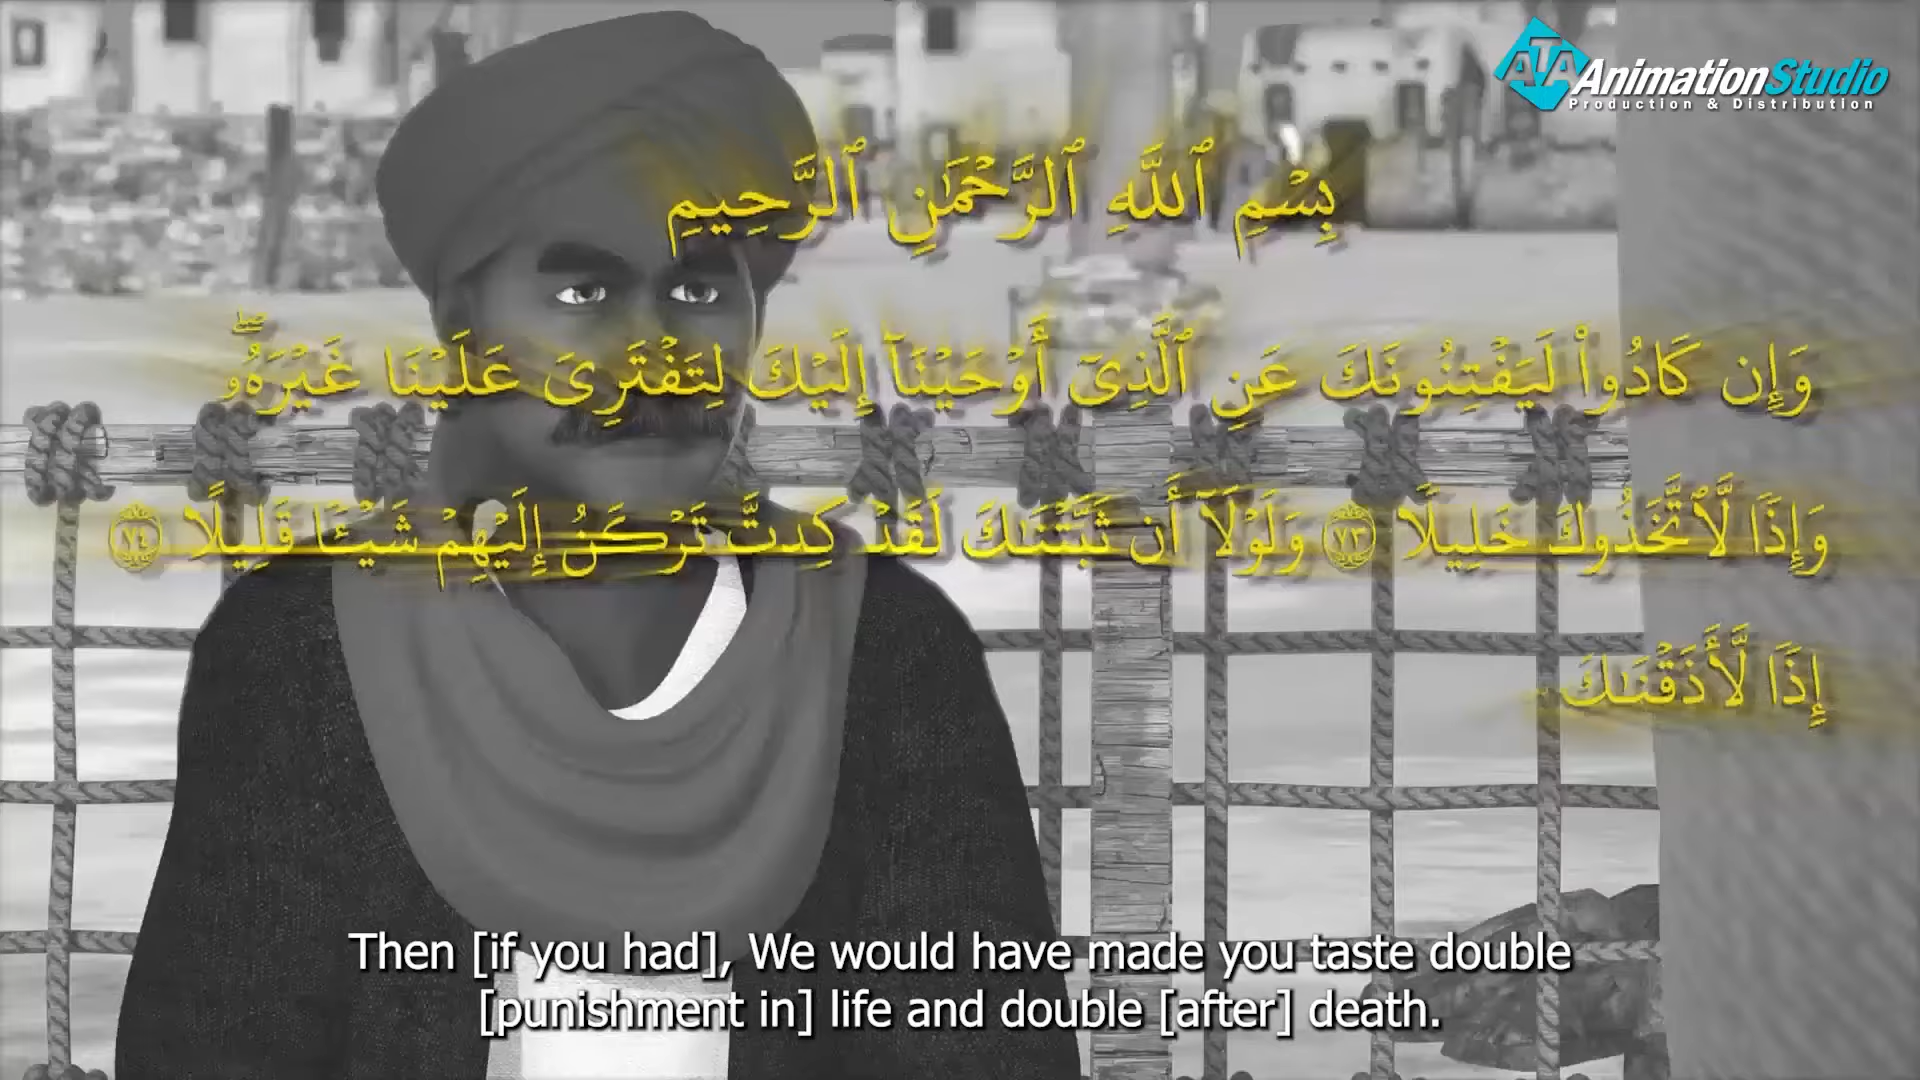 ATA AnimationStudio
Production & Distribution
بِسْمِ ٱللَّهِ ٱلرَّحْمَٰنِ ٱلرَّحِيمِ
وَإِن كَادُوا۟ لَيَفْتِنُونَكَ عَنِ ٱلَّذِىٓ أَوْحَيْنَآ إِلَيْكَ لِتَفْتَرِىَ عَلَيْنَا غَيْرَهُۥ ۖ
وَإِذًا لَّٱتَّخَذُوكَ خَلِيلًا ﴿٧٣﴾ وَلَوْلَآ أَن ثَبَّتْنَٰكَ لَقَدْ كِدتَّ تَرْكَنُ إِلَيْهِمْ شَيْـًٔا قَلِيلًا ﴿٧٤﴾
إِذًا لَّأَذَقْنَٰكَ
Then [if you had], We would have made you taste double
[punishment in] life and double [after] death.